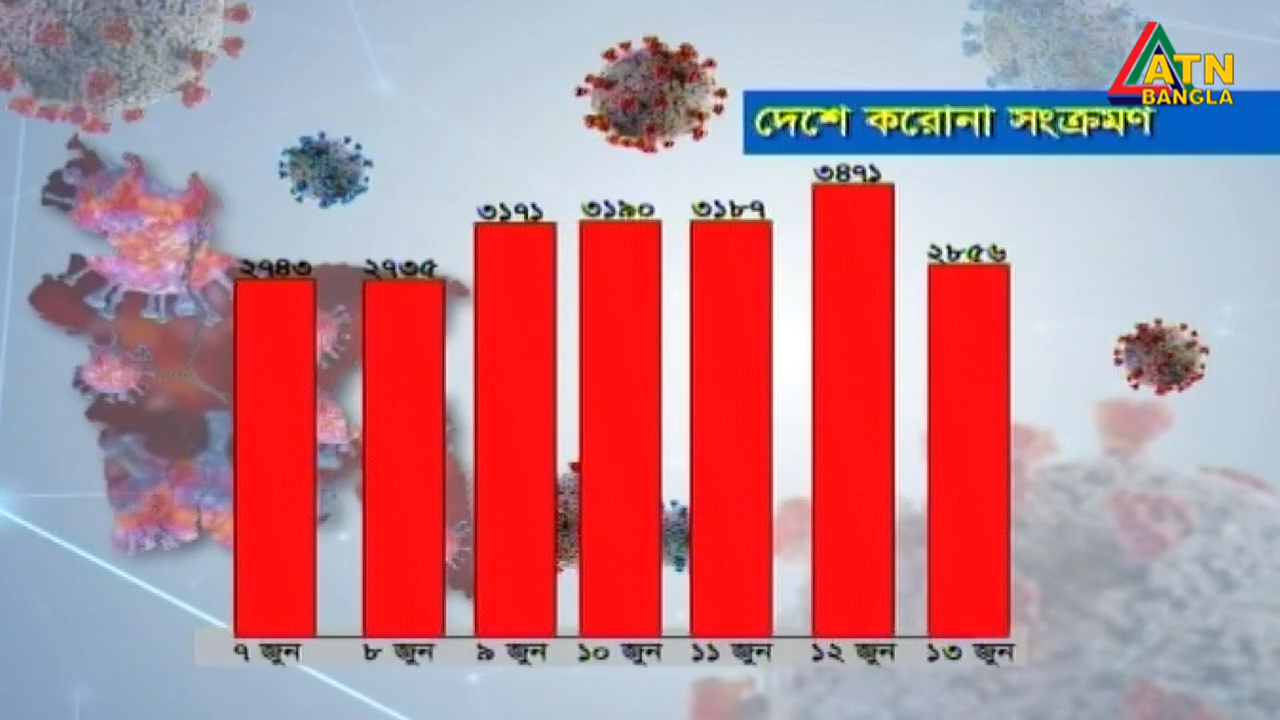 ATN
BANGLA
দেশে করোনা সংক্রমণ
২৭৪৩
২৭৩৫
৩১৭১
৩১৯০
৩১৮৭
৩৪৭১
২৮৫৬
৭ জুন
৮ জুন
৯ জুন
১০ জুন
১১ জুন
১২ জুন
১৩ জুন